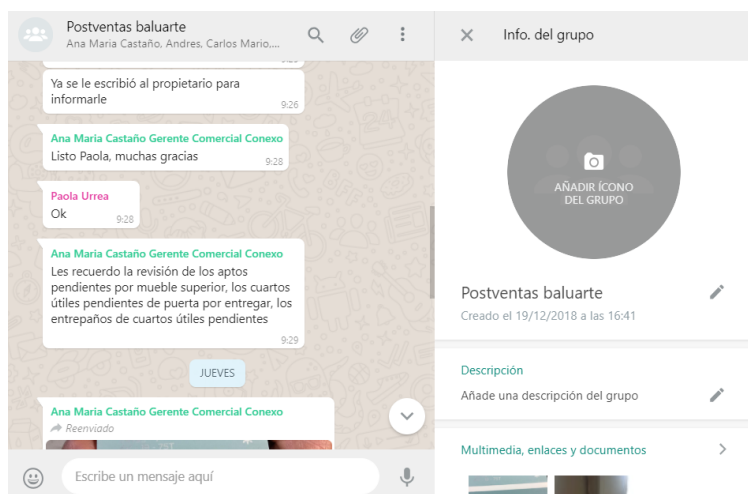 Postventas baluarte
Ana Maria Castaño, Andres, Carlos Mario,...
Ya se le escribió al propietario para
informarle
9:26
Ana Maria Castaño Gerente Comercial Conexo
Listo Paola, muchas gracias
9:28
Paola Urrea
Ok
9:28
Ana Maria Castaño Gerente Comercial Conexo
Les recuerdo la revisión de los aptos
pendientes por mueble superior, los cuartos
útiles pendientes de puerta por entregar, los
entrepaños de cuartos útiles pendientes
9:29
JUEVES
Ana Maria Castaño Gerente Comercial Conexo
Reenviado
Escribe un mensaje aquí
Info. del grupo
AÑADIR ÍCONO
DEL GRUPO
Postventas baluarte
Creado el 19/12/2018 a las 16:41
Descripción
Añade una descripción del grupo
Multimedia, enlaces y documentos